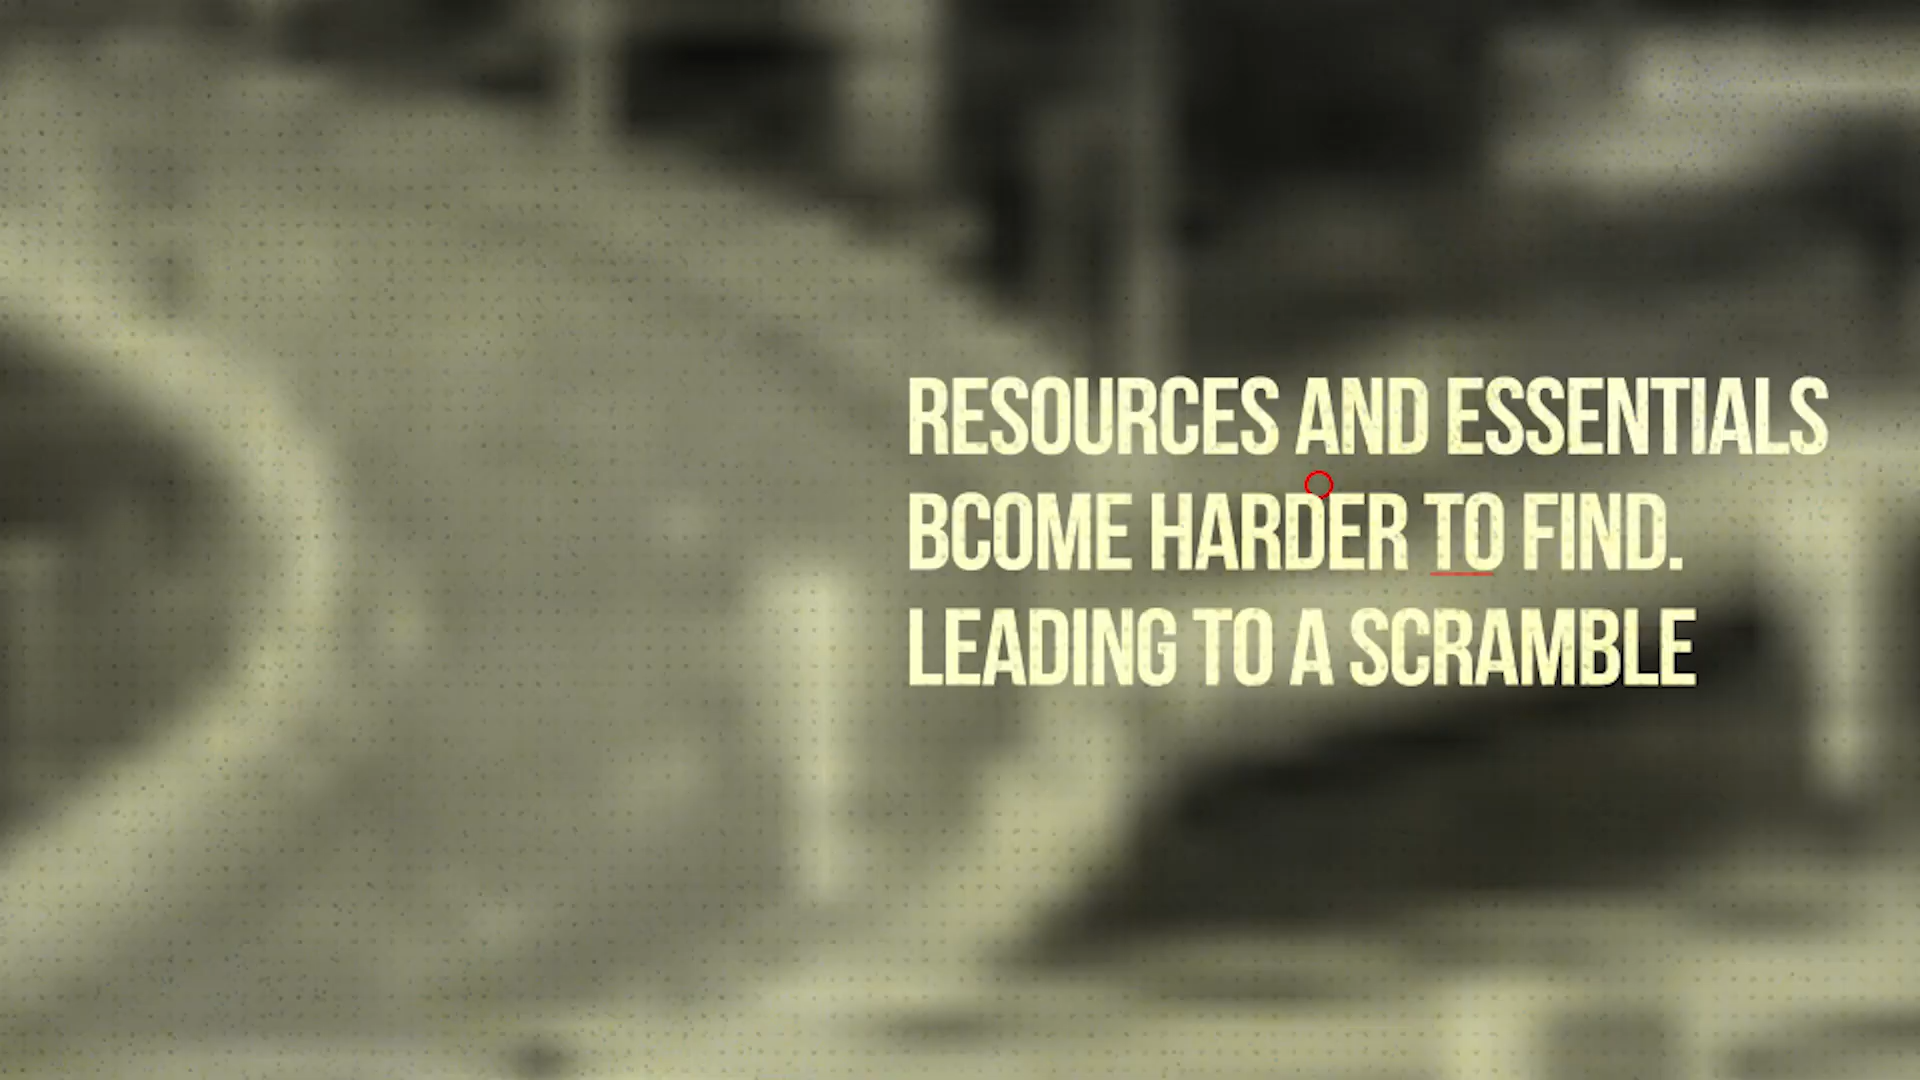 RESOURCES AND ESSENTIALS
BCOME HARDER TO FIND.
LEADING TO A SCRAMBLE